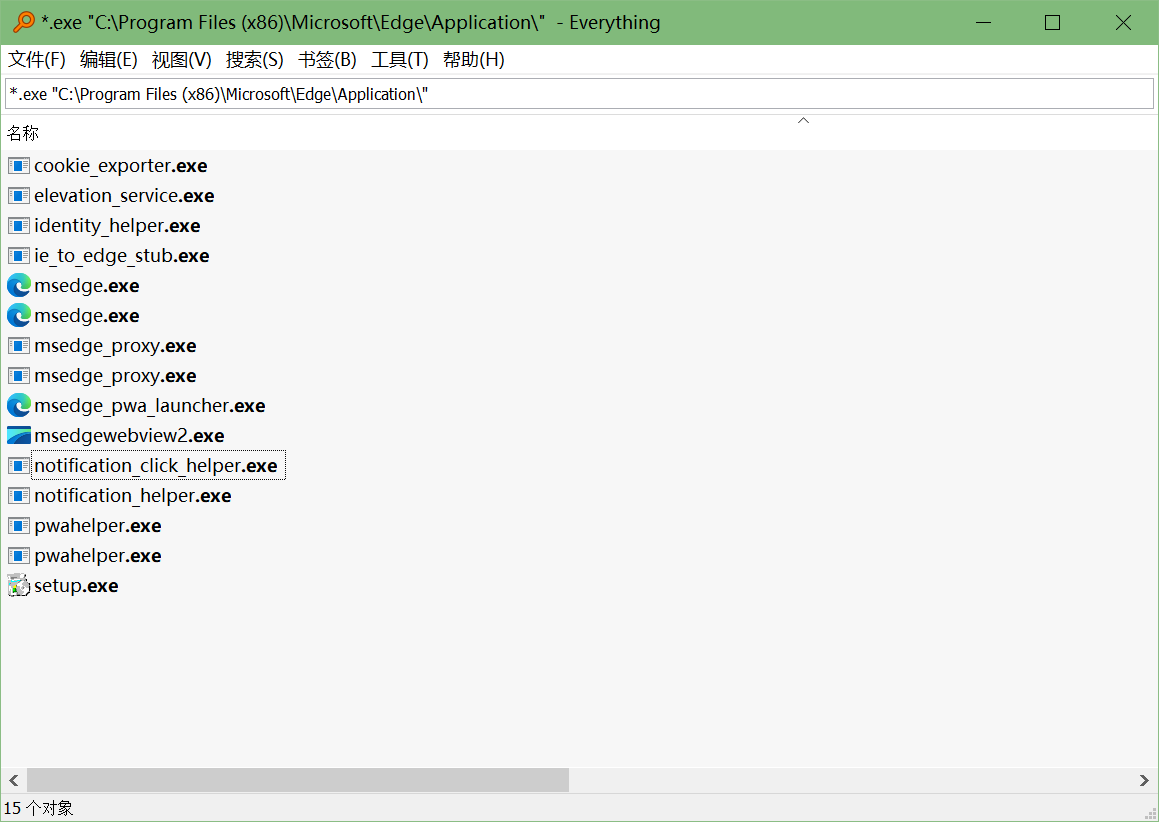 *.exe "C:\Program Files (x86)\Microsoft\Edge\Application\" - Everything
文件(F) 编辑(E) 视图(V) 搜索(S) 书签(B) 工具(T) 帮助(H)
*.exe "C:\Program Files (x86)\Microsoft\Edge\Application\"
名称
cookie_exporter.exe
elevation_service.exe
identity_helper.exe
ie_to_edge_stub.exe
msedge.exe
msedge.exe
msedge_proxy.exe
msedge_proxy.exe
msedge_pwa_launcher.exe
msedgewebview2.exe
notification_click_helper.exe
notification_helper.exe
pwahelper.exe
pwahelper.exe
setup.exe
15 个对象